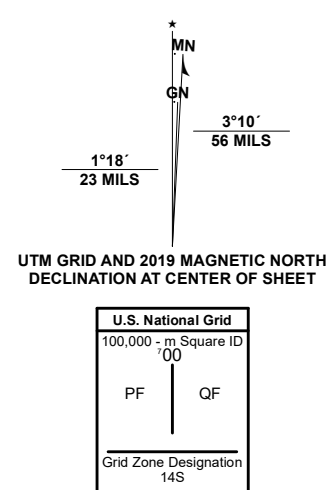 ★
MN
GN
3°10´
56 MILS
1°18´
23 MILS
UTM GRID AND 2019 MAGNETIC NORTH
DECLINATION AT CENTER OF SHEET
U.S. National Grid
100,000 - m Square ID
⁷00
PF QF
Grid Zone Designation
14S